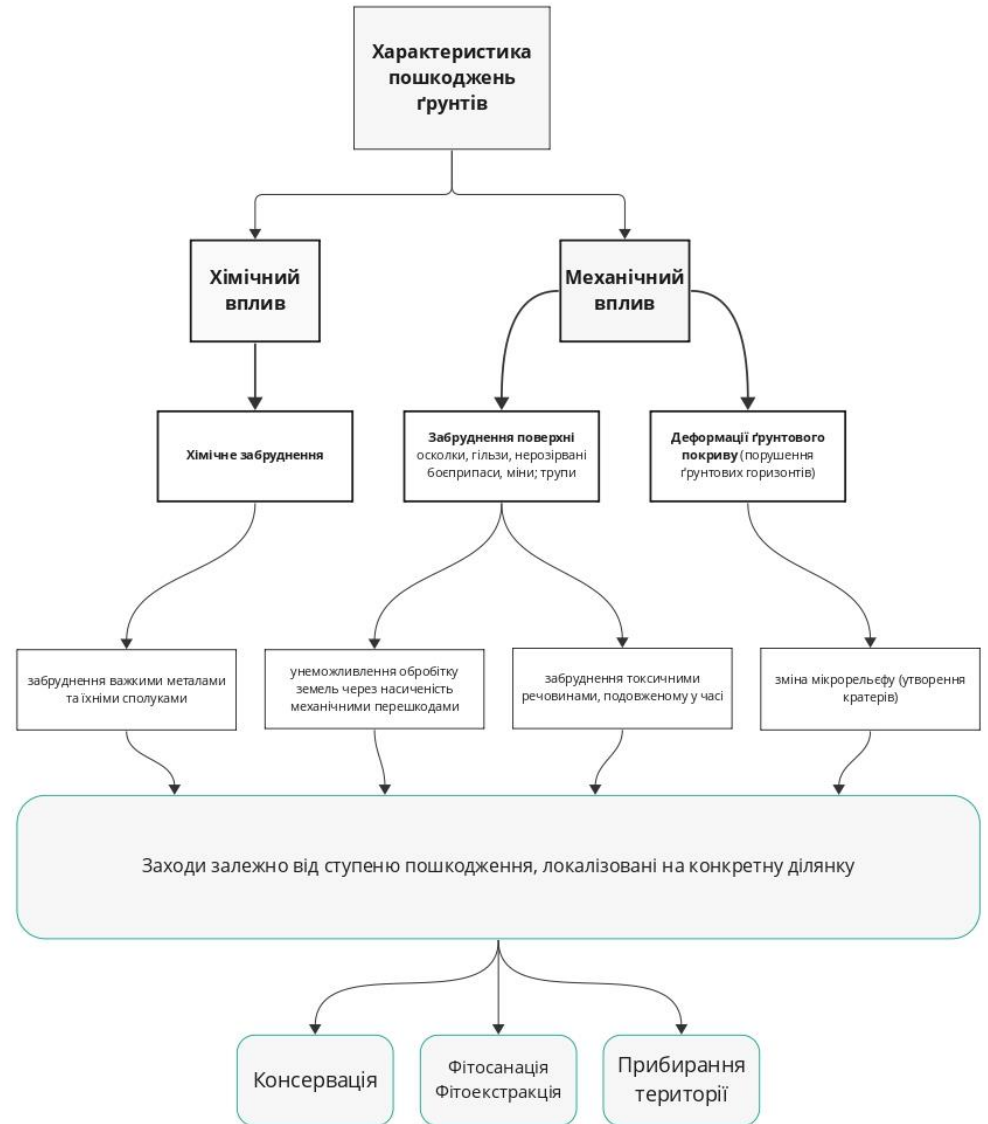 Характеристика
пошкоджень
ґрунтів
Хімічний
вплив
Механічний
вплив
Хімічне забруднення
Забруднення поверхні
осколки, гільзи, нерозірвані
боєприпаси, міни; трупи
Деформації ґрунтового
покриву (порушення
ґрунтових горизонтів)
забруднення важкими металами
та їхніми сполуками
унеможливлення обробітку
земель через насиченість
механічними перешкодами
забруднення токсичними
речовинами, подовженому у часі
зміна мікрорельєфу (утворення
кратерів)
Заходи залежно від ступеню пошкодження, локалізовані на конкретну ділянку
Консервація
Фітосанація
Фітоекстракція
Прибирання
території